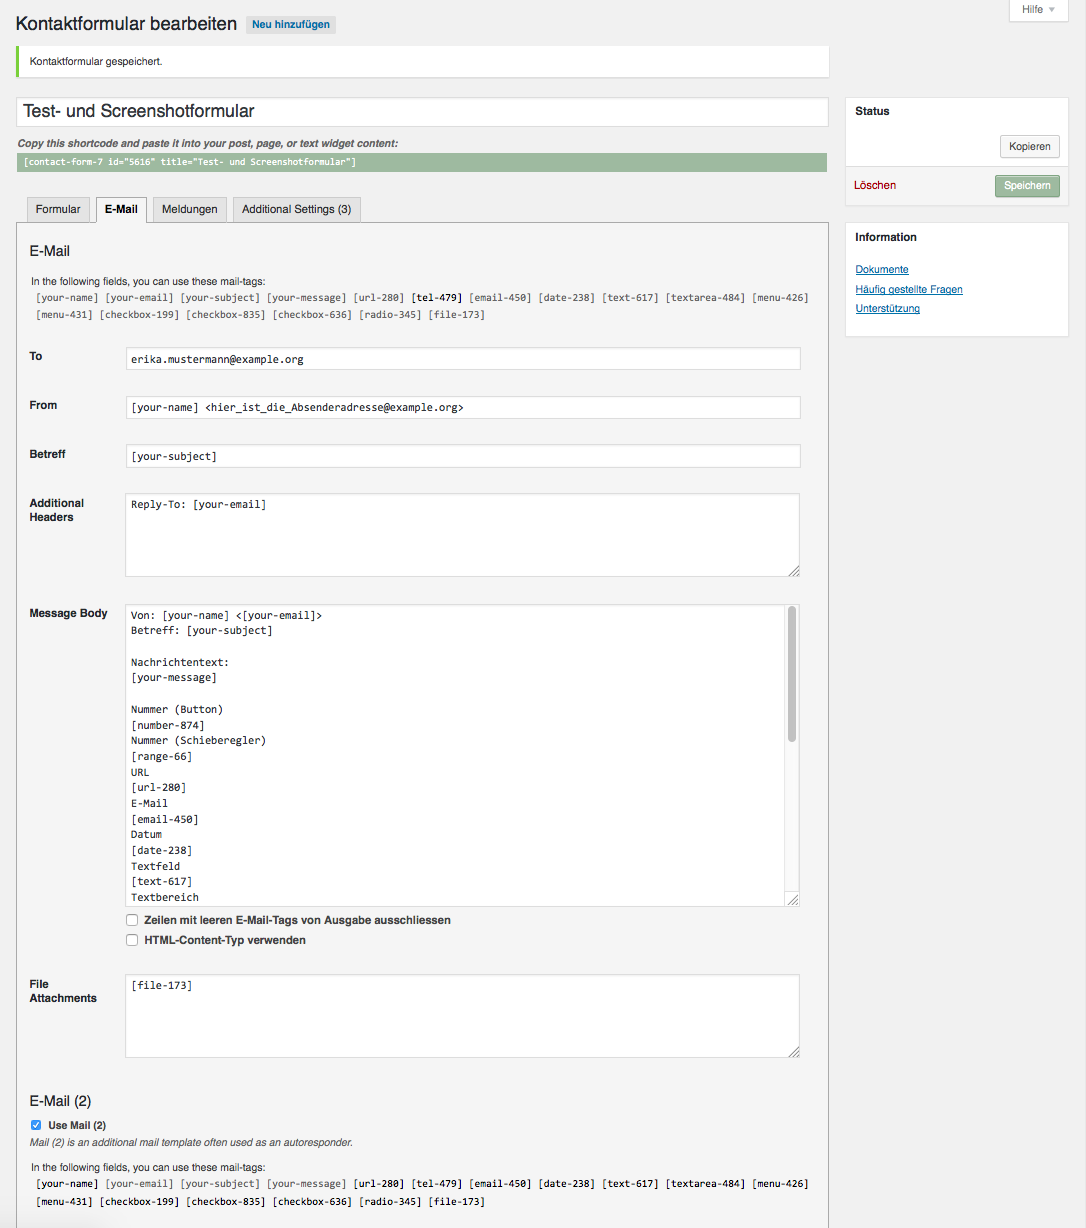 Hilfe
Kontaktformular bearbeiten Neu hinzufügen
Kontaktformular gespeichert.
Test- und Screenshotformular
Copy this shortcode and paste it into your post, page, or text widget content:
[contact-form-7 id="5616" title="Test- und Screenshotformular"]
Formular E-Mail Meldungen Additional Settings (3)
E-Mail
In the following fields, you can use these mail-tags:
[your-name] [your-email] [your-subject] [your-message] [url-280] [tel-479] [email-450] [date-238] [text-617] [textarea-484] [menu-426]
[menu-431] [checkbox-199] [checkbox-835] [checkbox-636] [radio-345] [file-173]
To
erika.mustermann@example.org
From
[your-name] <hier_ist_die_Absenderadresse@example.org>
Betreff
[your-subject]
Additional
Headers
Reply-To: [your-email]
Message Body
Von: [your-name] <[your-email]>
Betreff: [your-subject]
Nachrichtentext:
[your-message]
Nummer (Button)
[number-874]
Nummer (Schieberegler)
[range-66]
URL
[url-280]
E-Mail
[email-450]
Datum
[date-238]
Textfeld
[text-617]
Textbereich
Zeilen mit leeren E-Mail-Tags von Ausgabe ausschliessen
HTML-Content-Typ verwenden
File
Attachments
[file-173]
E-Mail (2)
Use Mail (2)
Mail (2) is an additional mail template often used as an autoresponder.
In the following fields, you can use these mail-tags:
[your-name] [your-email] [your-subject] [your-message] [url-280] [tel-479] [email-450] [date-238] [text-617] [textarea-484] [menu-426]
[menu-431] [checkbox-199] [checkbox-835] [checkbox-636] [radio-345] [file-173]
Status
Kopieren
Löschen Speichern
Information
Dokumente
Häufig gestellte Fragen
Unterstützung